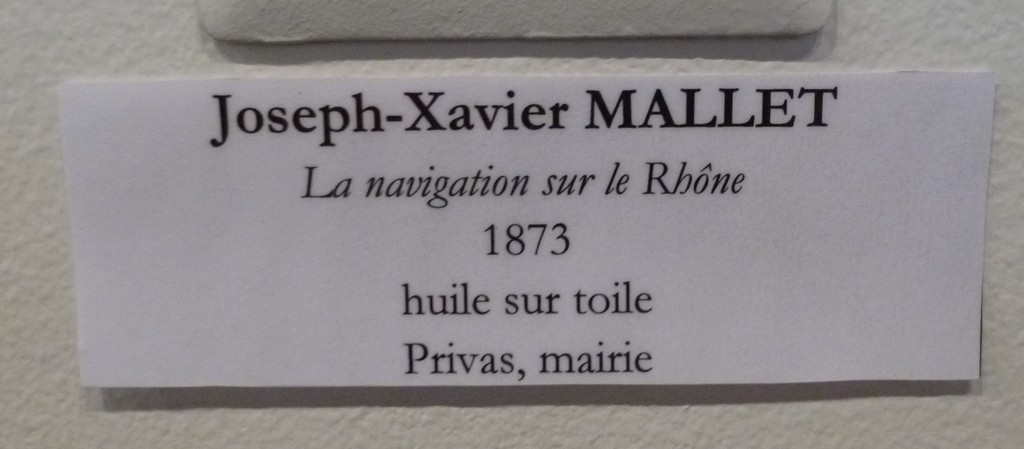 Joseph-Xavier MALLET
La navigation sur le Rhône
1873
huile sur toile
Privas, mairie